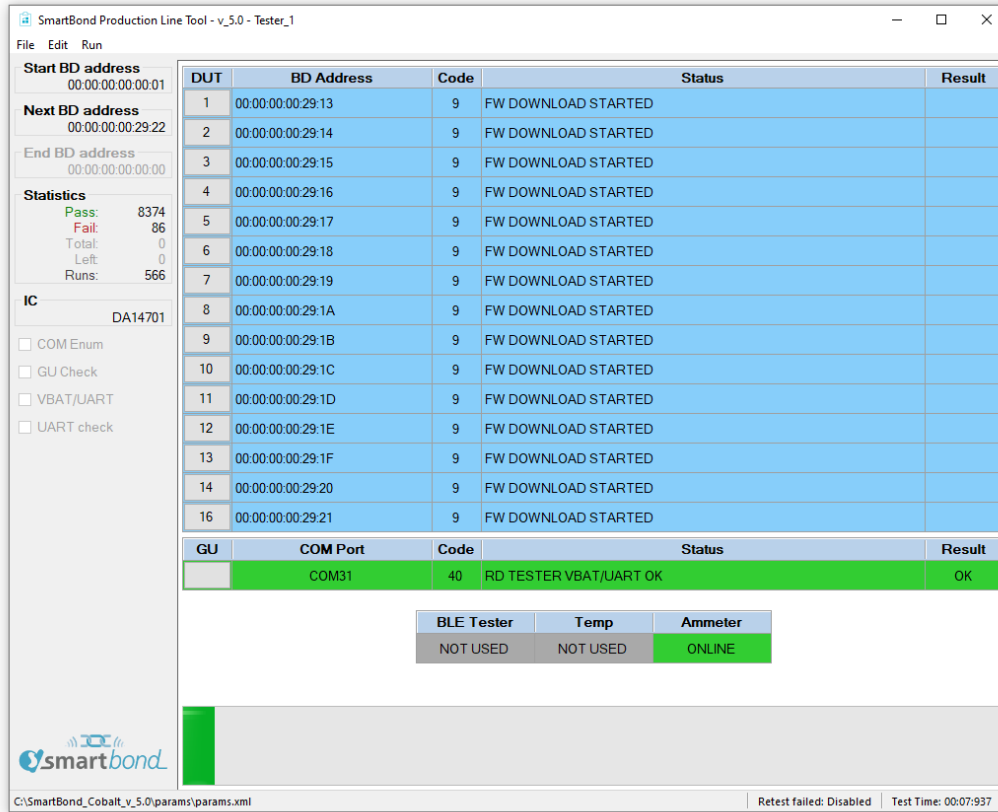 SmartBond Production Line Tool - v_5.0 - Tester_1
File Edit Run
Start BD address
00:00:00:00:00:01
Next BD address
00:00:00:00:29:22
End BD address
00:00:00:00:00:00
Statistics
Pass: 8374
Fail: 86
Total: 0
Left: 0
Runs: 566
IC
DA14701
COM Enum
GU Check
VBAT/UART
UART check
DUT BD Address Code Status Result
1 00:00:00:00:29:13 9 FW DOWNLOAD STARTED
2 00:00:00:00:29:14 9 FW DOWNLOAD STARTED
3 00:00:00:00:29:15 9 FW DOWNLOAD STARTED
4 00:00:00:00:29:16 9 FW DOWNLOAD STARTED
5 00:00:00:00:29:17 9 FW DOWNLOAD STARTED
6 00:00:00:00:29:18 9 FW DOWNLOAD STARTED
7 00:00:00:00:29:19 9 FW DOWNLOAD STARTED
8 00:00:00:00:29:1A 9 FW DOWNLOAD STARTED
9 00:00:00:00:29:1B 9 FW DOWNLOAD STARTED
10 00:00:00:00:29:1C 9 FW DOWNLOAD STARTED
11 00:00:00:00:29:1D 9 FW DOWNLOAD STARTED
12 00:00:00:00:29:1E 9 FW DOWNLOAD STARTED
13 00:00:00:00:29:1F 9 FW DOWNLOAD STARTED
14 00:00:00:00:29:20 9 FW DOWNLOAD STARTED
16 00:00:00:00:29:21 9 FW DOWNLOAD STARTED
GU COM Port Code Status Result
COM31 40 RD TESTER VBAT/UART OK OK
BLE Tester Temp Ammeter
NOT USED NOT USED ONLINE
smartbond
C:\SmartBond_Cobalt_v_5.0\params\params.xml Retest failed: Disabled Test Time: 00:07:937